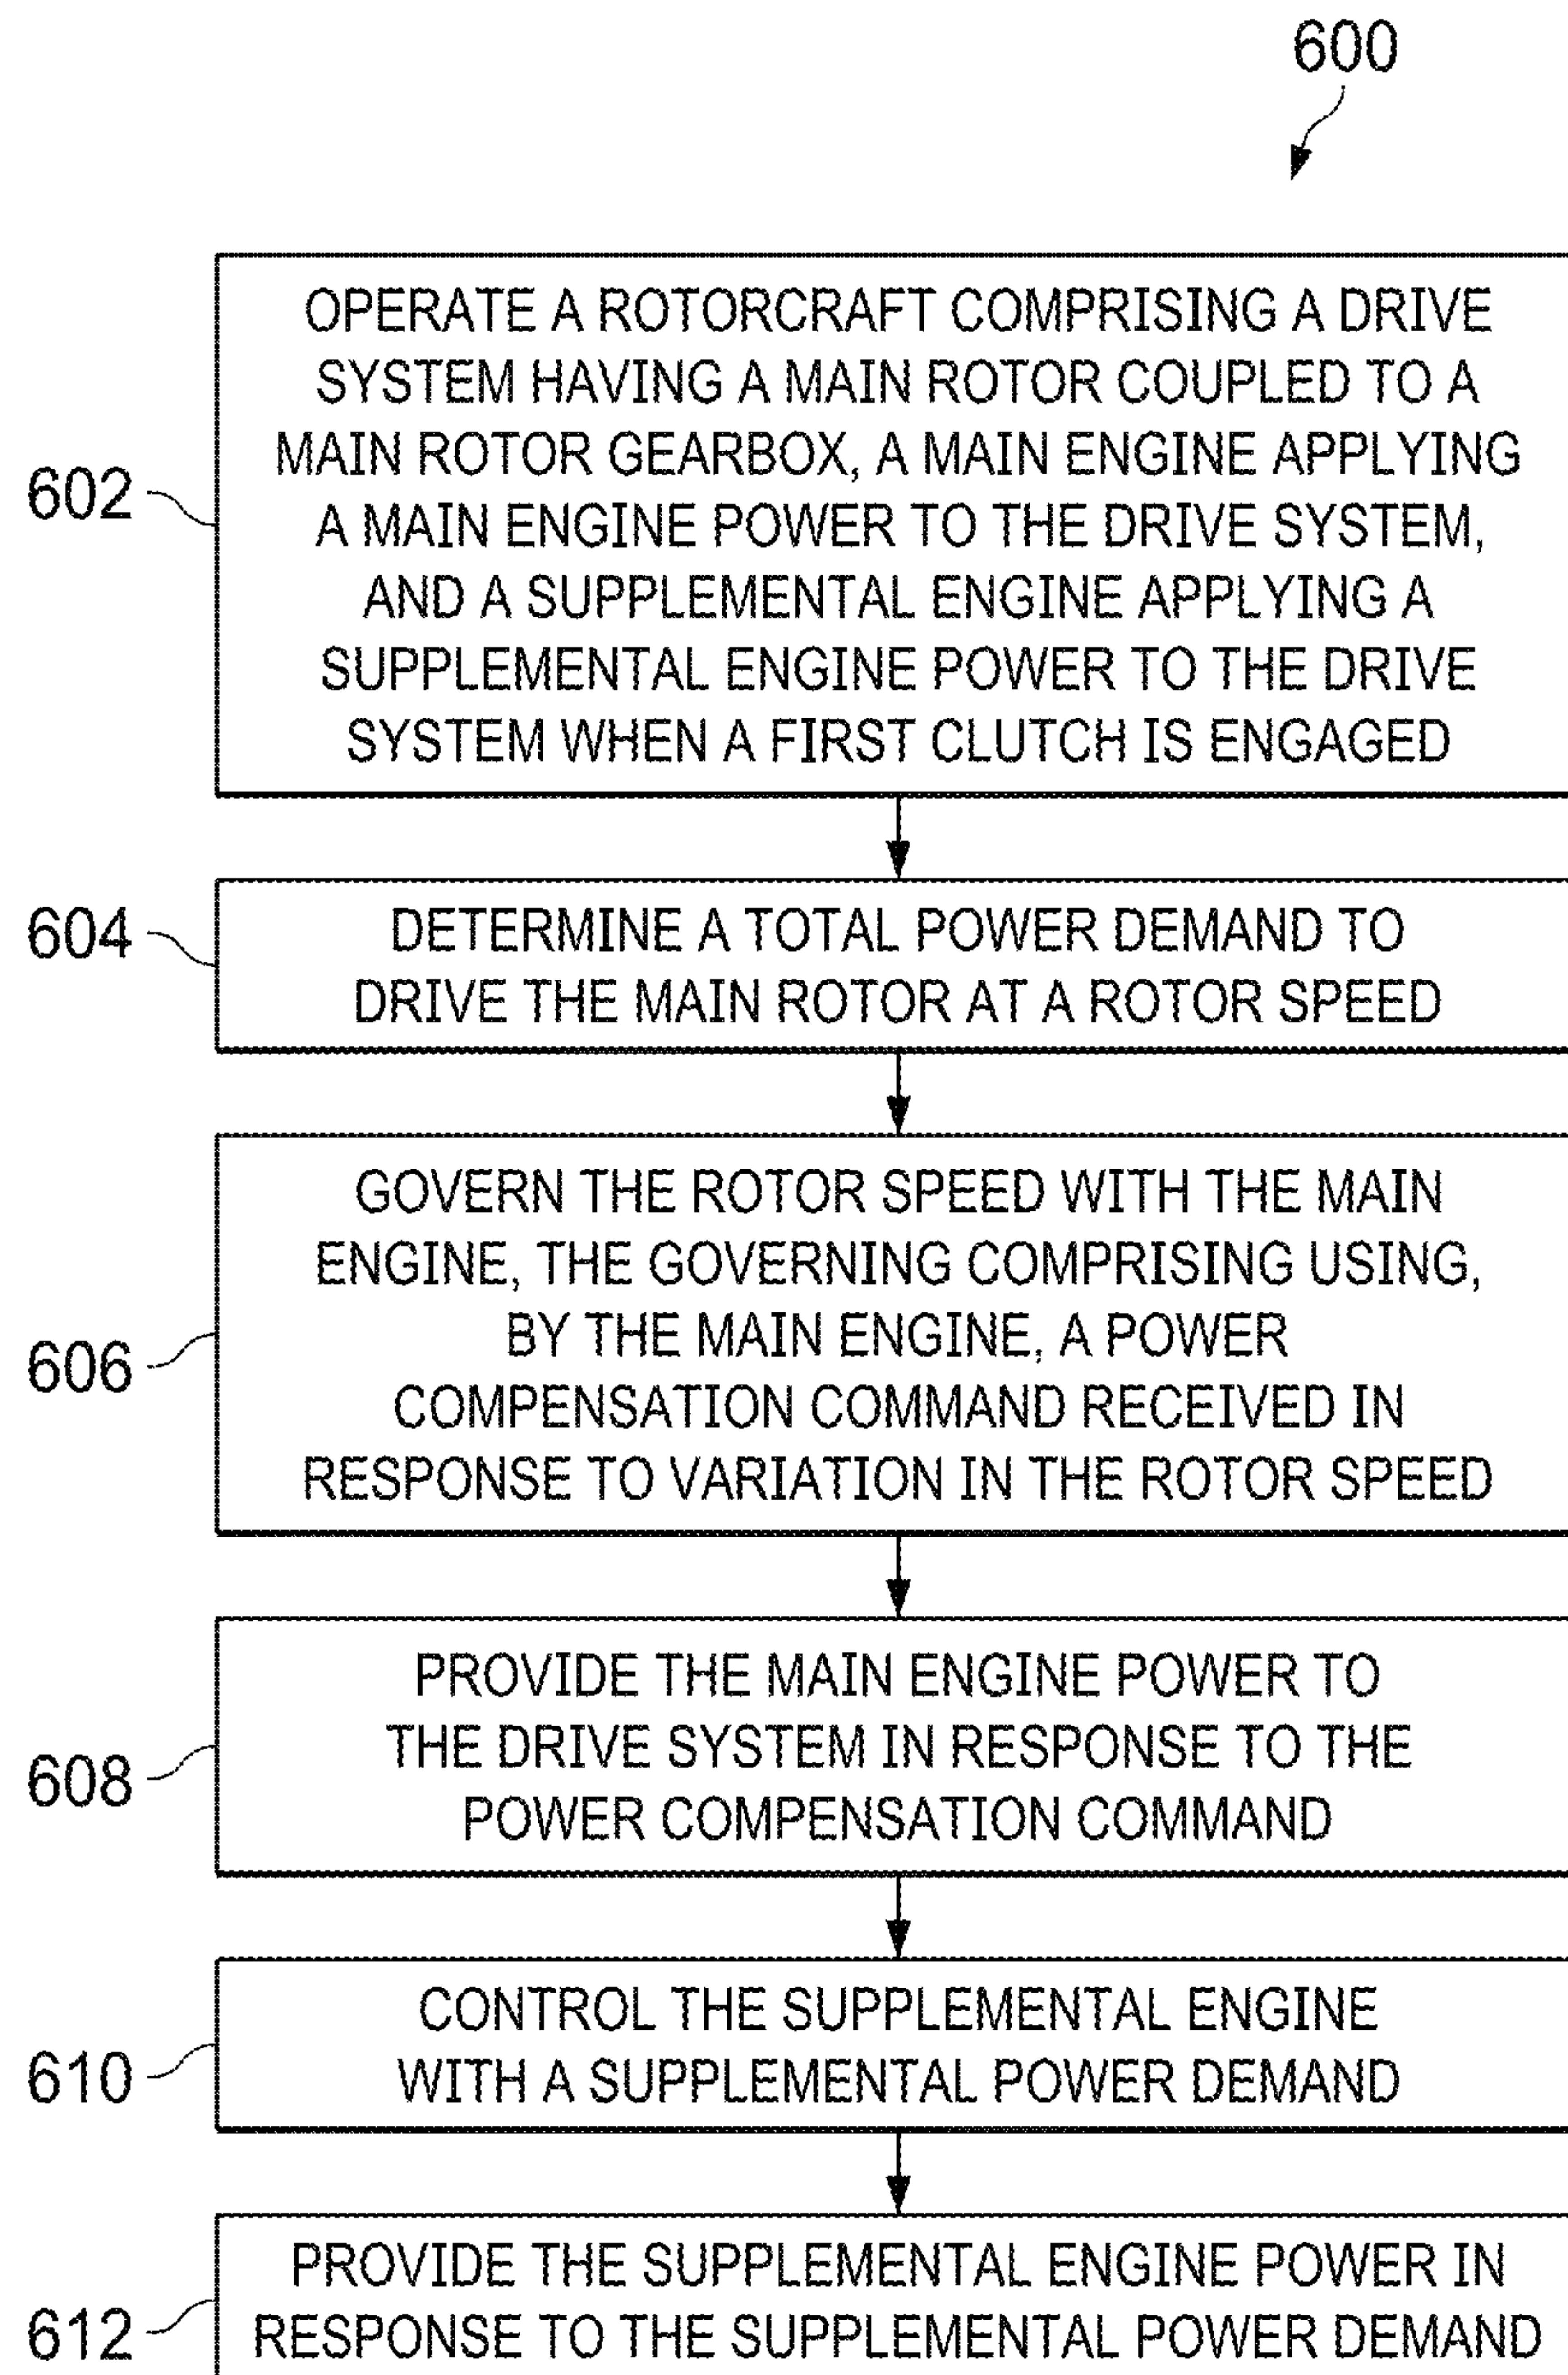 600
602
OPERATE A ROTORCRAFT COMPRISING A DRIVE
SYSTEM HAVING A MAIN ROTOR COUPLED TO A
MAIN ROTOR GEARBOX, A MAIN ENGINE APPLYING
A MAIN ENGINE POWER TO THE DRIVE SYSTEM,
AND A SUPPLEMENTAL ENGINE APPLYING A
SUPPLEMENTAL ENGINE POWER TO THE DRIVE
SYSTEM WHEN A FIRST CLUTCH IS ENGAGED
604
DETERMINE A TOTAL POWER DEMAND TO
DRIVE THE MAIN ROTOR AT A ROTOR SPEED
606
GOVERN THE ROTOR SPEED WITH THE MAIN
ENGINE, THE GOVERNING COMPRISING USING,
BY THE MAIN ENGINE, A POWER
COMPENSATION COMMAND RECEIVED IN
RESPONSE TO VARIATION IN THE ROTOR SPEED
608
PROVIDE THE MAIN ENGINE POWER TO
THE DRIVE SYSTEM IN RESPONSE TO THE
POWER COMPENSATION COMMAND
610
CONTROL THE SUPPLEMENTAL ENGINE
WITH A SUPPLEMENTAL POWER DEMAND
612
PROVIDE THE SUPPLEMENTAL ENGINE POWER IN
RESPONSE TO THE SUPPLEMENTAL POWER DEMAND